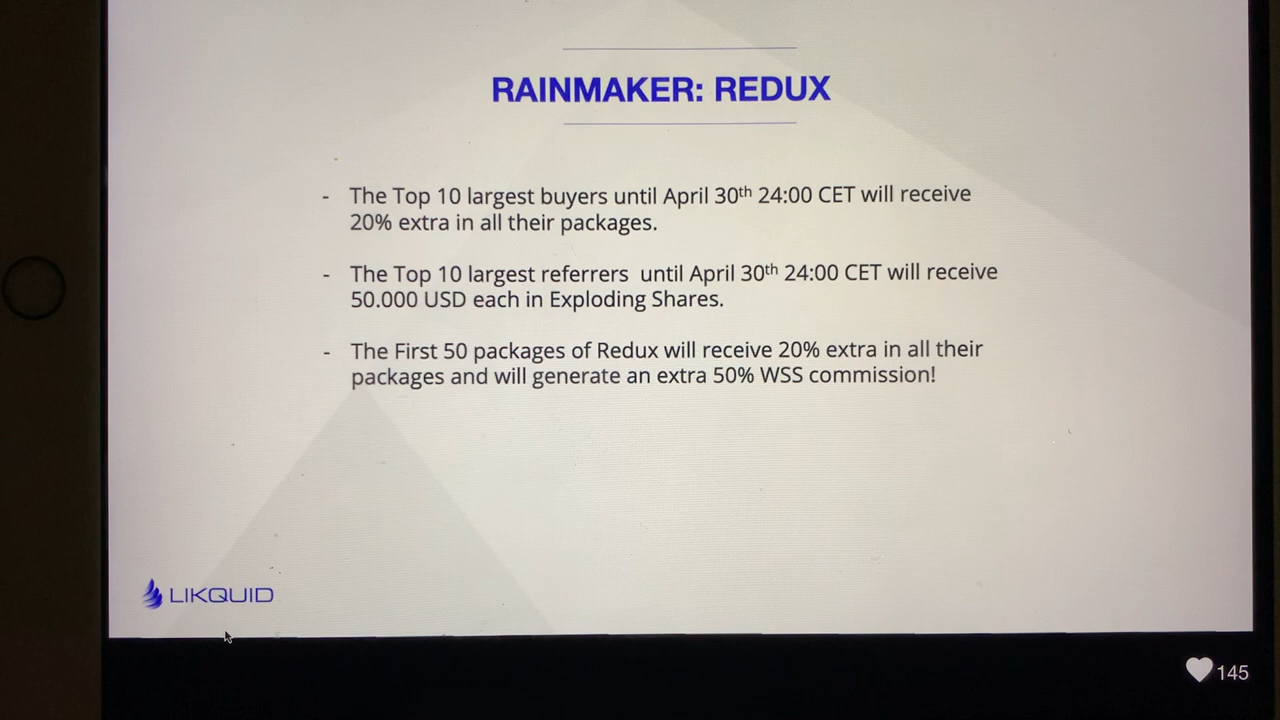 RAINMAKER: REDUX
- The Top 10 largest buyers until April 30th 24:00 CET will receive
20% extra in all their packages.
- The Top 10 largest referrers until April 30th 24:00 CET will receive
50.000 USD each in Exploding Shares.
- The First 50 packages of Redux will receive 20% extra in all their
packages and will generate an extra 50% WSS commission!
LIKQUID
145